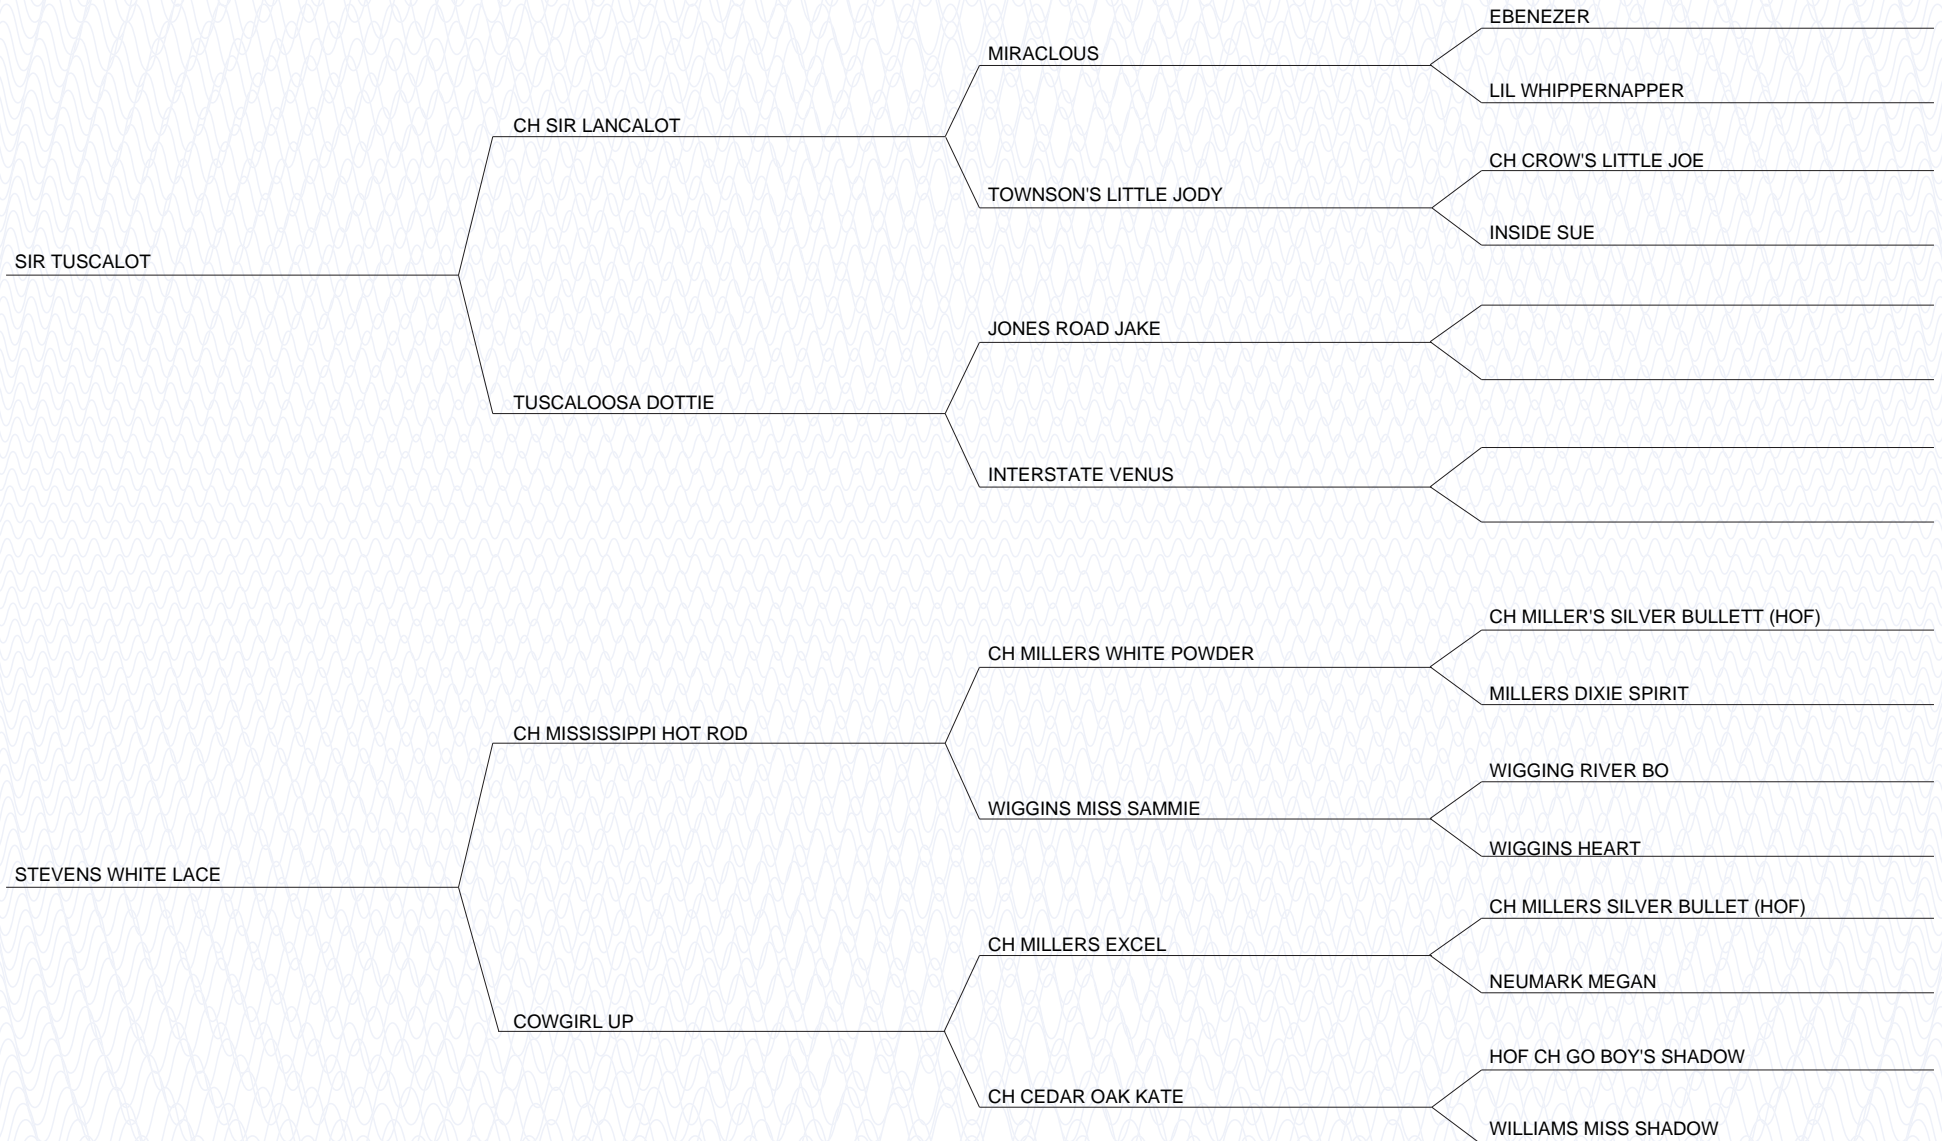 EBENEZER
MIRACLOUS
LIL WHIPPERNAPPER
CH SIR LANCALOT
CH CROW'S LITTLE JOE
TOWNSON'S LITTLE JODY
INSIDE SUE
SIR TUSCALOT
JONES ROAD JAKE
TUSCALOOSA DOTTIE
INTERSTATE VENUS
CH MILLER'S SILVER BULLETT (HOF)
CH MILLERS WHITE POWDER
MILLERS DIXIE SPIRIT
CH MISSISSIPPI HOT ROD
WIGGING RIVER BO
WIGGINS MISS SAMMIE
WIGGINS HEART
STEVENS WHITE LACE
CH MILLERS SILVER BULLET (HOF)
CH MILLERS EXCEL
NEUMARK MEGAN
COWGIRL UP
HOF CH GO BOY'S SHADOW
CH CEDAR OAK KATE
WILLIAMS MISS SHADOW